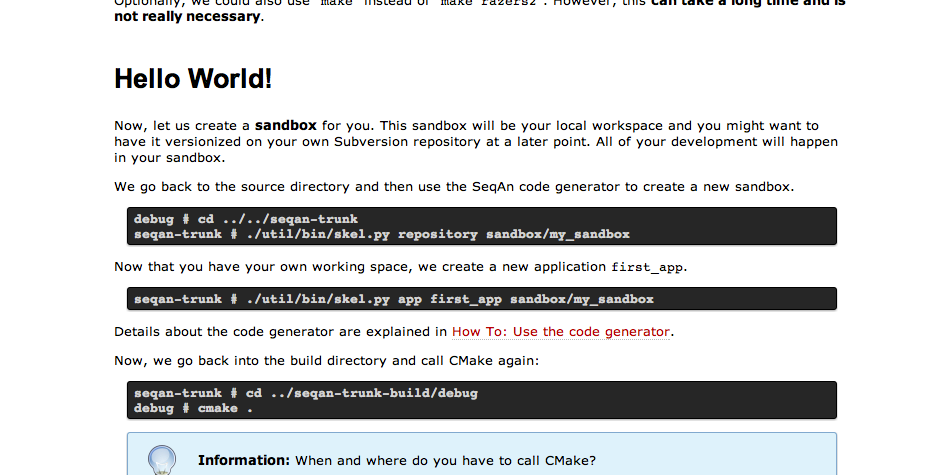 Optionally, we could also use "make" instead of "make razers2". However, this can take a long time and is
not really necessary.
Hello World!
Now, let us create a sandbox for you. This sandbox will be your local workspace and you might want to
have it versionized on your own Subversion repository at a later point. All of your development will happen
in your sandbox.
We go back to the source directory and then use the SeqAn code generator to create a new sandbox.
debug # cd ../../seqan-trunk
seqan-trunk # ./util/bin/skel.py repository sandbox/my_sandbox
Now that you have your own working space, we create a new application first_app.
seqan-trunk # ./util/bin/skel.py app first_app sandbox/my_sandbox
Details about the code generator are explained in How To: Use the code generator.
Now, we go back into the build directory and call CMake again:
seqan-trunk # cd ../seqan-trunk-build/debug
debug # cmake .
Information: When and where do you have to call CMake?